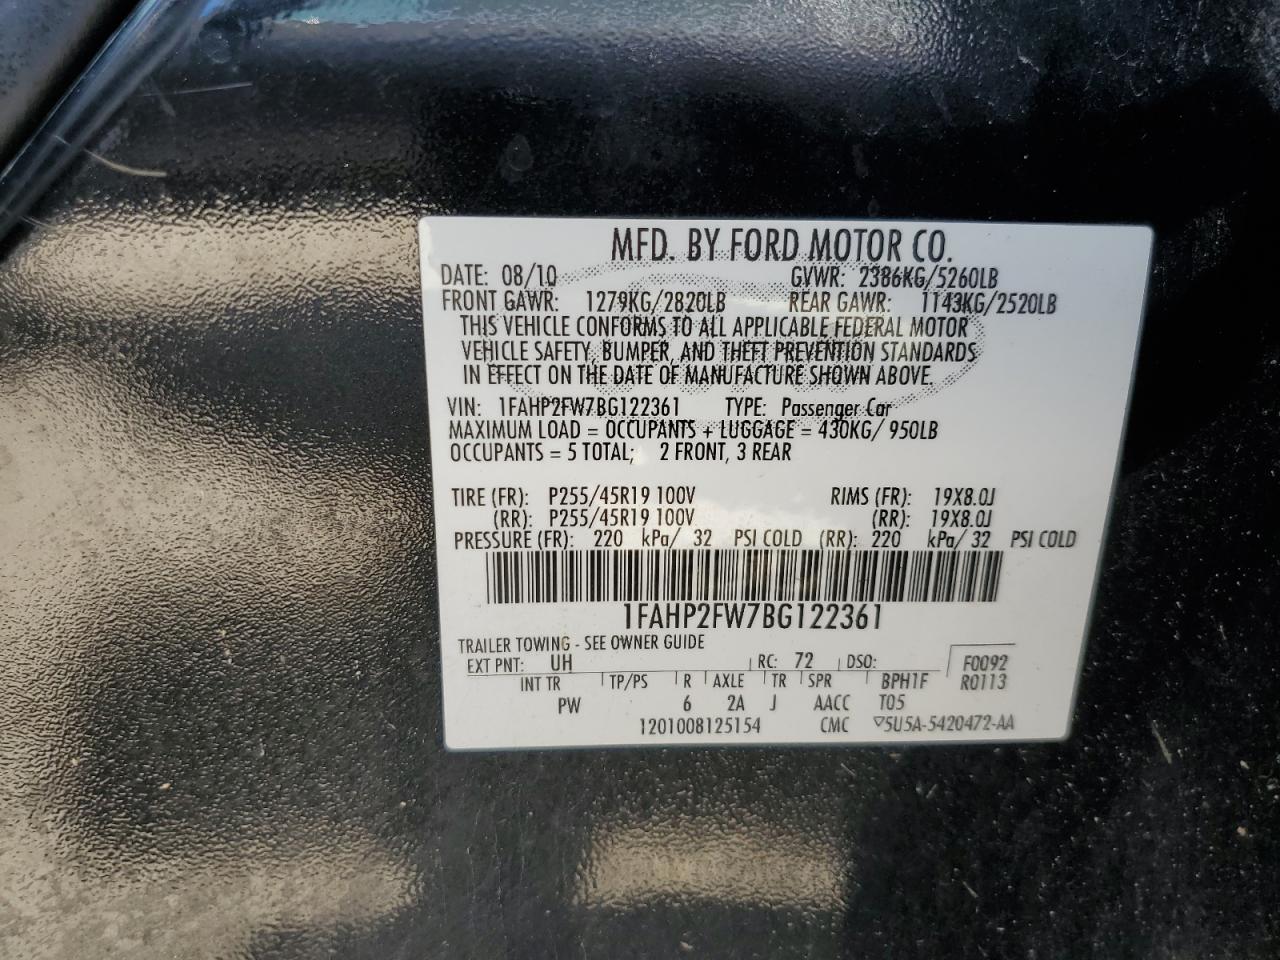 MFD. BY FORD MOTOR CO.
DATE: 08/10 GVWR: 2386KG/5260LB
FRONT GAWR: 1279KG/2820LB REAR GAWR: 1143KG/2520LB
THIS VEHICLE CONFORMS TO ALL APPLICABLE FEDERAL MOTOR
VEHICLE SAFETY, BUMPER, AND THEFT PREVENTION STANDARDS
IN EFFECT ON THE DATE OF MANUFACTURE SHOWN ABOVE.
VIN: 1FAHP2FW7BG122361 TYPE: Passenger Car
MAXIMUM LOAD = OCCUPANTS + LUGGAGE = 430KG/ 950LB
OCCUPANTS = 5 TOTAL; 2 FRONT, 3 REAR
TIRE (FR): P255/45R19 100V RIMS (FR): 19X8.0J
(RR): P255/45R19 100V (RR): 19X8.0J
PRESSURE (FR): 220 kPa/ 32 PSI COLD (RR): 220 kPa/ 32 PSI COLD
1FAHP2FW7BG122361
TRAILER TOWING - SEE OWNER GUIDE
EXT PNT: UH RC: 72 DSO: F0092
INT TR TP/PS R AXLE TR SPR BPH1F R0113
PW 6 2A J AACC T05
1201008125154 CMC ▽5U5A-5420472-AA